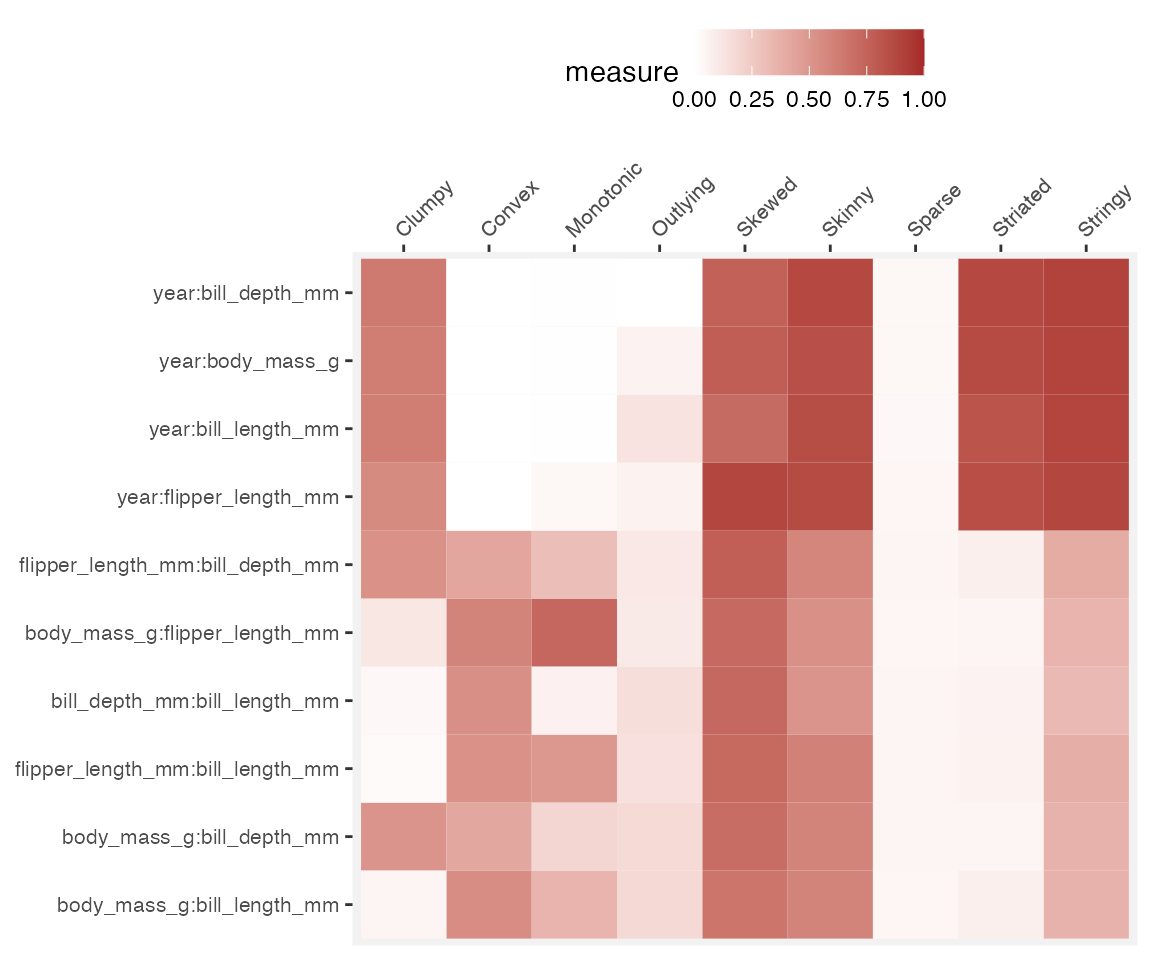 measure
0.00 0.25 0.50 0.75 1.00
Clumpy Convex Monotonic Outlying Skewed Skinny Sparse Striated Stringy
year:bill_depth_mm
year:body_mass_g
year:bill_length_mm
year:flipper_length_mm
flipper_length_mm:bill_depth_mm
body_mass_g:flipper_length_mm
bill_depth_mm:bill_length_mm
flipper_length_mm:bill_length_mm
body_mass_g:bill_depth_mm
body_mass_g:bill_length_mm